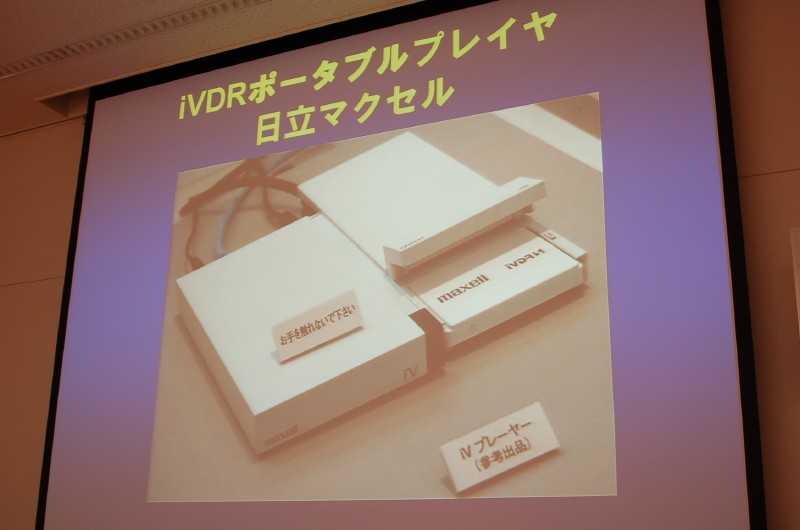 iVDRポータブルプレイヤ
日立マクセル
maxell iVDR
お手を触れないで下さい
iV
maxell
iV プレーヤー
(参考出品)